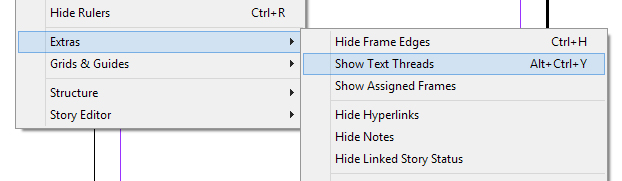 Hide Rulers Ctrl+R
Extras
Grids & Guides
Structure
Story Editor
Hide Frame Edges Ctrl+H
Show Text Threads Alt+Ctrl+Y
Show Assigned Frames
Hide Hyperlinks
Hide Notes
Hide Linked Story Status